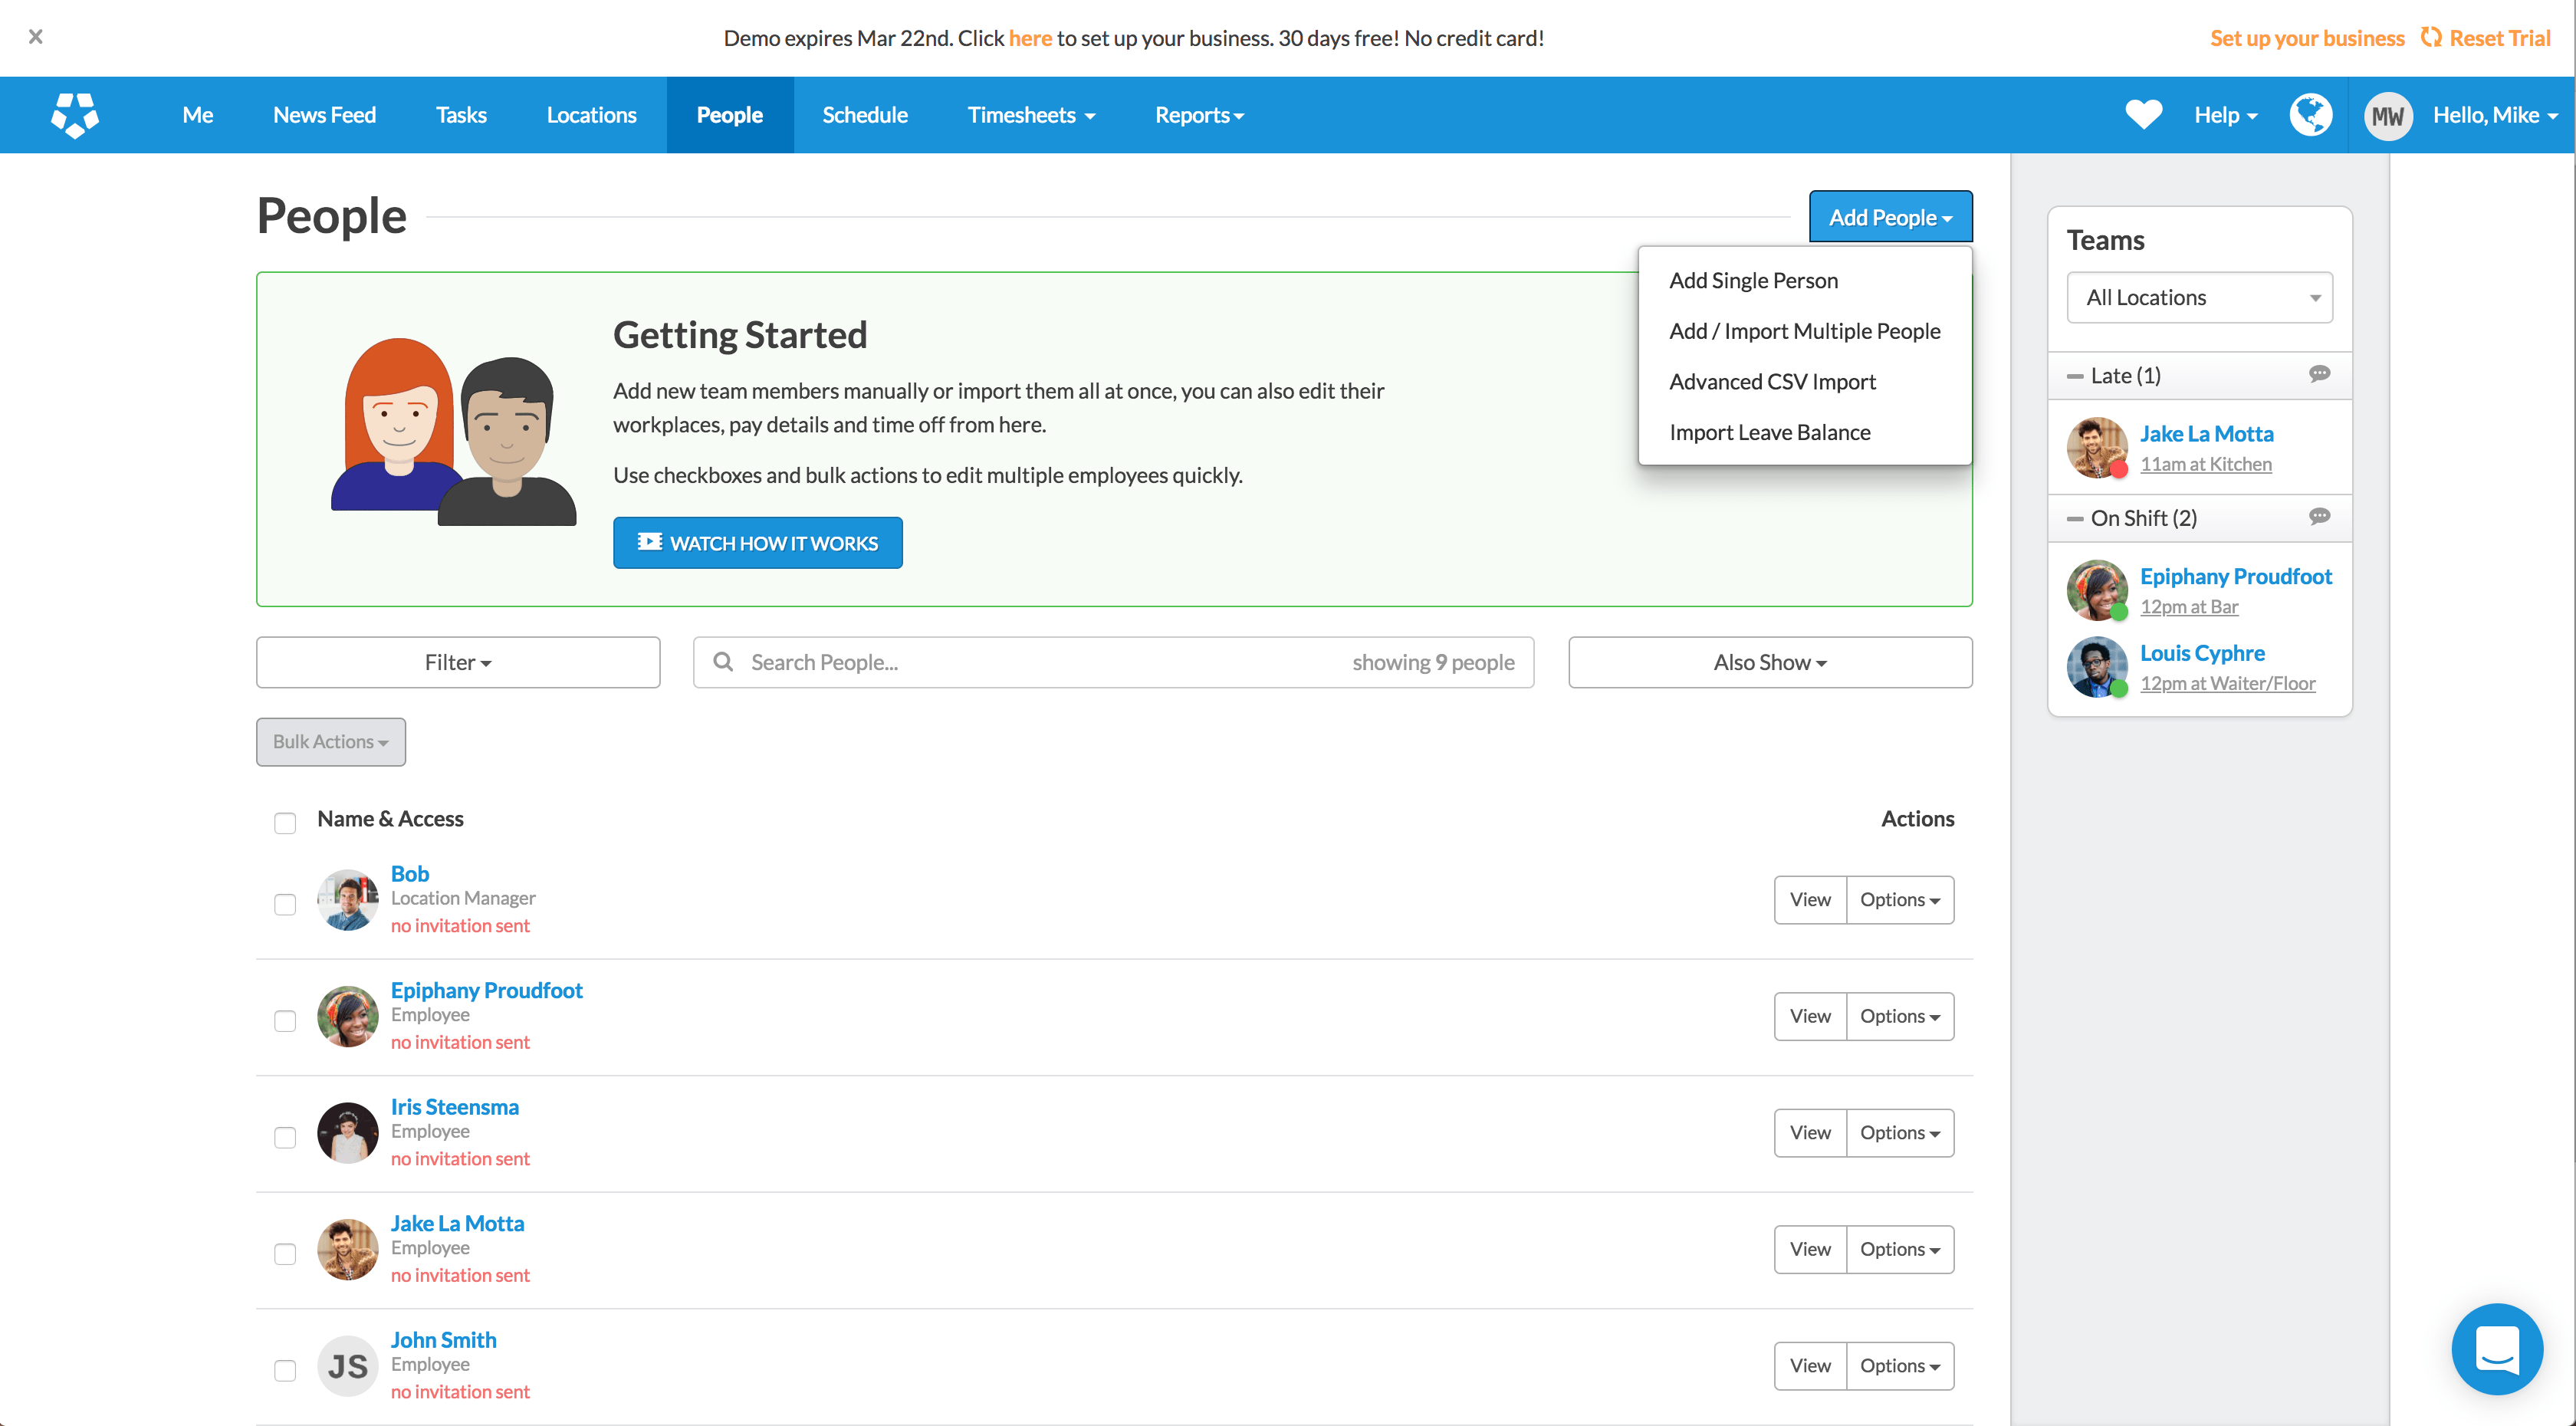 Demo expires Mar 22nd. Click here to set up your business. 30 days free! No credit card!
Set up your business Reset Trial
Me News Feed Tasks Locations People Schedule Timesheets Reports
Help MW Hello, Mike
People
Add People
Add Single Person
Add / Import Multiple People
Advanced CSV Import
Import Leave Balance
Getting Started
Add new team members manually or import them all at once, you can also edit their
workplaces, pay details and time off from here.
Use checkboxes and bulk actions to edit multiple employees quickly.
WATCH HOW IT WORKS
Filter
Search People... showing 9 people
Also Show
Bulk Actions
Name & Access Actions
Bob
Location Manager
no invitation sent
View Options
Epiphany Proudfoot
Employee
no invitation sent
View Options
Iris Steensma
Employee
no invitation sent
View Options
Jake La Motta
Employee
no invitation sent
View Options
JS
John Smith
Employee
no invitation sent
View Options
Teams
All Locations
Late (1)
Jake La Motta
11am at Kitchen
On Shift (2)
Epiphany Proudfoot
12pm at Bar
Louis Cyphre
12pm at Waiter/Floor